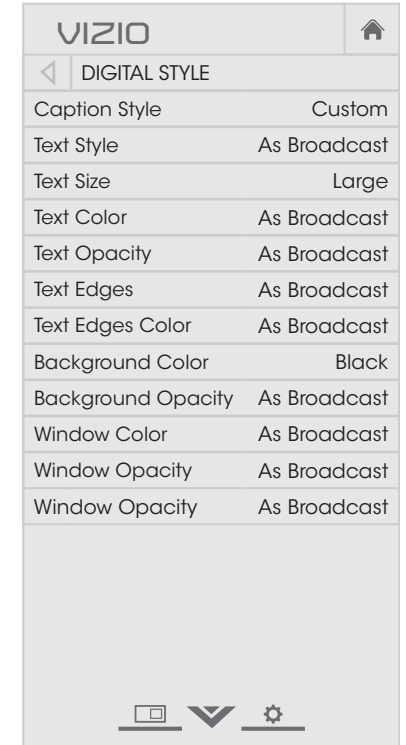 VIZIO
DIGITAL STYLE
Caption Style Custom
Text Style As Broadcast
Text Size Large
Text Color As Broadcast
Text Opacity As Broadcast
Text Edges As Broadcast
Text Edges Color As Broadcast
Background Color Black
Background Opacity As Broadcast
Window Color As Broadcast
Window Opacity As Broadcast
Window Opacity As Broadcast